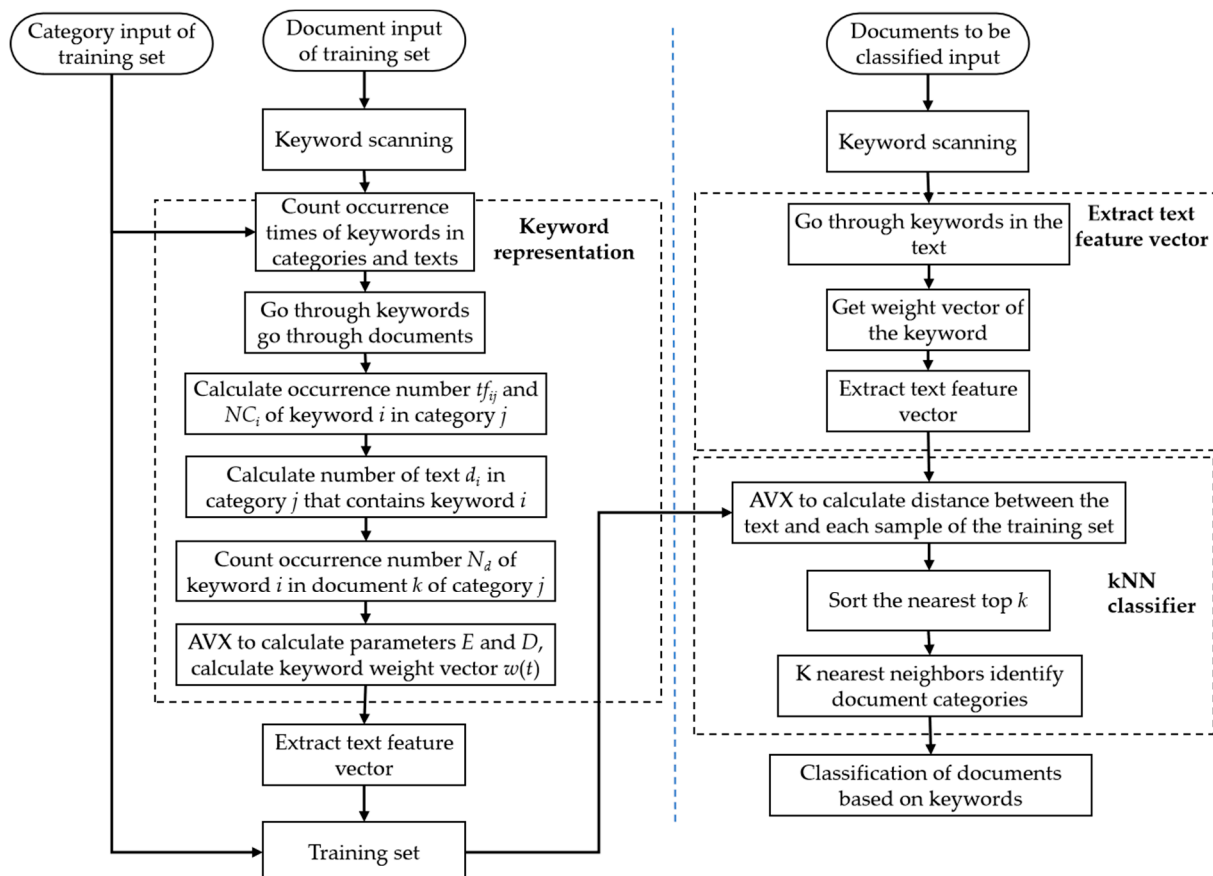 Category input of
training set
Document input
of training set
Keyword scanning
Count occurrence
times of keywords in
categories and texts
Keyword
representation
Go through keywords
go through documents
Calculate occurrence number tf_ij and
NC_i of keyword i in category j
Calculate number of text d_i in
category j that contains keyword i
Count occurrence number N_d of
keyword i in document k of category j
AVX to calculate parameters E and D,
calculate keyword weight vector w(t)
Extract text feature
vector
Training set
Documents to be
classified input
Keyword scanning
Go through keywords in the
text
Extract text
feature vector
Get weight vector of
the keyword
Extract text feature
vector
AVX to calculate distance between the
text and each sample of the training set
kNN
classifier
Sort the nearest top k
K nearest neighbors identify
document categories
Classification of documents
based on keywords